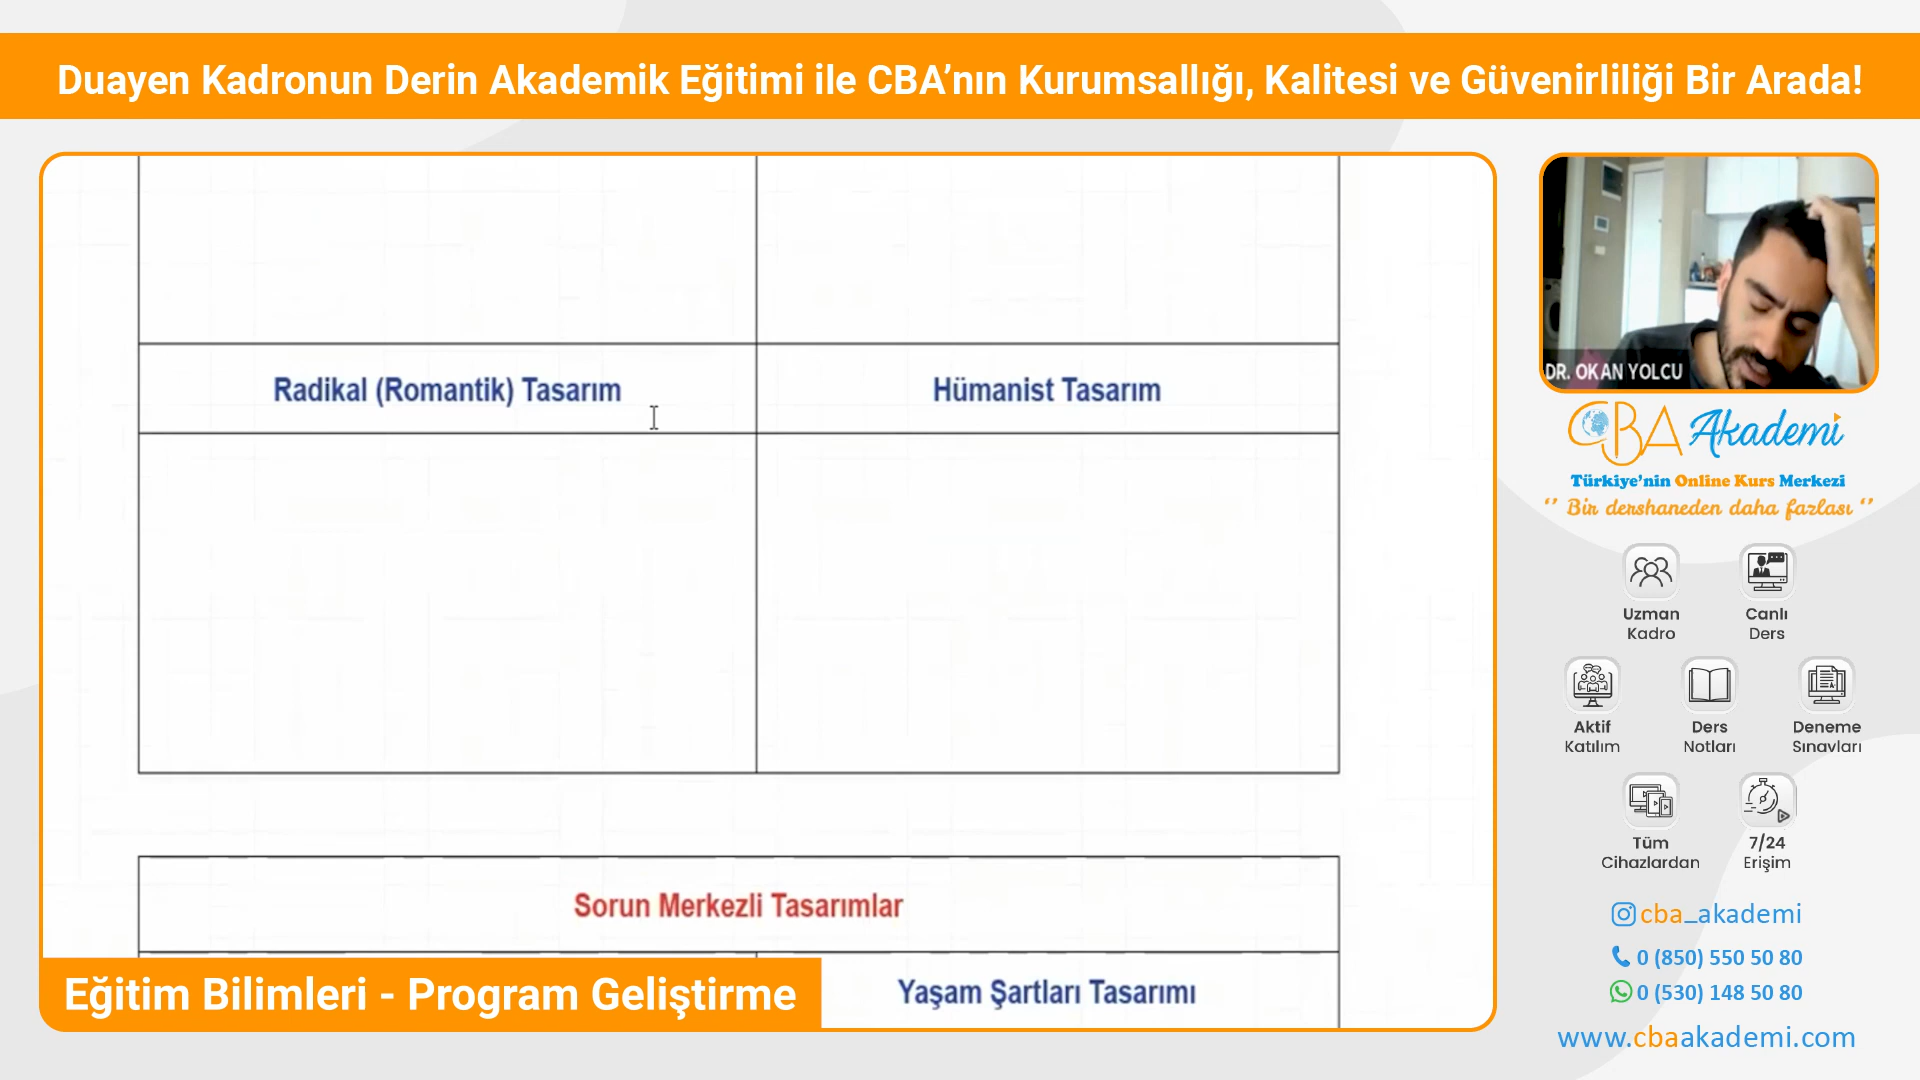 Duayen Kadronun Derin Akademik Eğitimi ile CBA’nın Kurumsallığı, Kalitesi ve Güvenirliliği Bir Arada!
Radikal (Romantik) Tasarım
Hümanist Tasarım
Sorun Merkezli Tasarımlar
Yaşam Şartları Tasarımı
Eğitim Bilimleri - Program Geliştirme
DR. OKAN YOLCU
CBA Akademi
Türkiye’nin Online Kurs Merkezi
‘’ Bir dershaneden daha fazlası ‘’
Uzman
Kadro
Canlı
Ders
Aktif
Katılım
Ders
Notları
Deneme
Sınavları
Tüm
Cihazlardan
7/24
Erişim
cba_akademi
0 (850) 550 50 80
0 (530) 148 50 80
www.cbaakademi.com